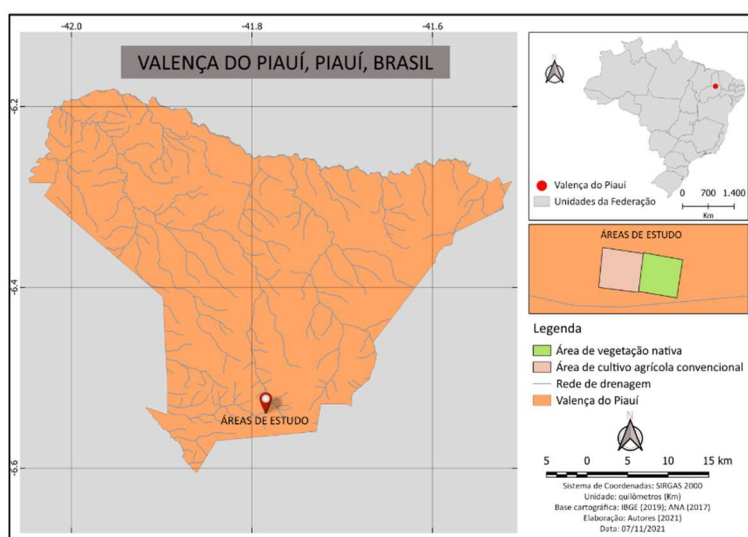 -42.0
-41.8
-41.6
VALENÇA DO PIAUÍ, PIAUÍ, BRASIL
-6.2
-6.4
-6.6
ÁREAS DE ESTUDO
N
Valença do Piauí
Unidades da Federação
0 700 1.400
Km
ÁREAS DE ESTUDO
Legenda
Área de vegetação nativa
Área de cultivo agrícola convencional
Rede de drenagem
Valença do Piauí
N
5 0 5 10 15 km
Sistema de Coordenadas: SIRGAS 2000
Unidade: quilômetros (Km)
Base cartográfica: IBGE (2019); ANA (2017)
Elaboração: Autores (2021)
Data: 07/11/2021